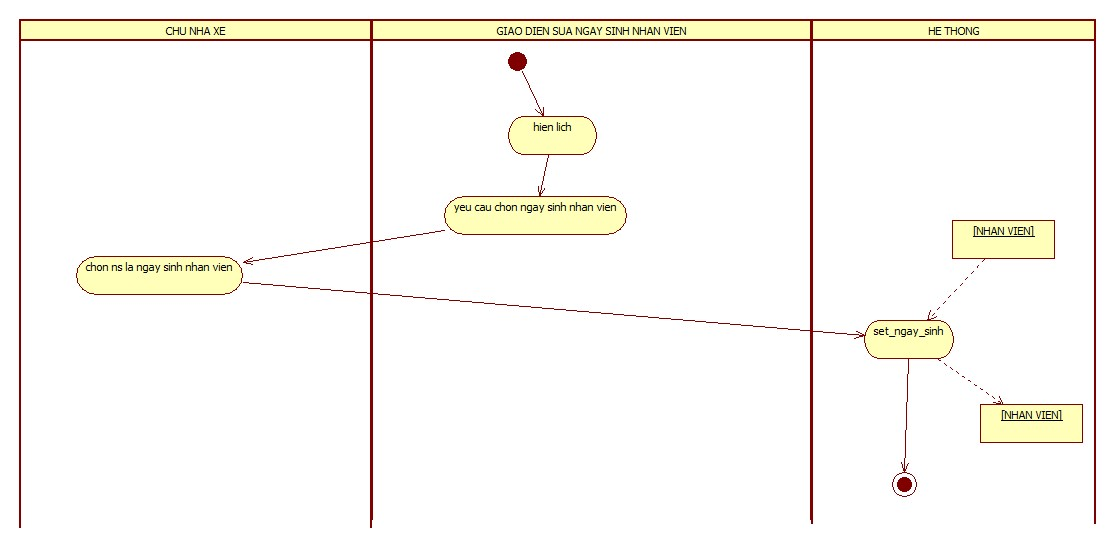 CHU NHA XE
GIAO DIEN SUA NGAY SINH NHAN VIEN
HE THONG
hien lich
yeu cau chon ngay sinh nhan vien
[NHAN VIEN]
chon ns la ngay sinh nhan vien
set_ngay_sinh
[NHAN VIEN]